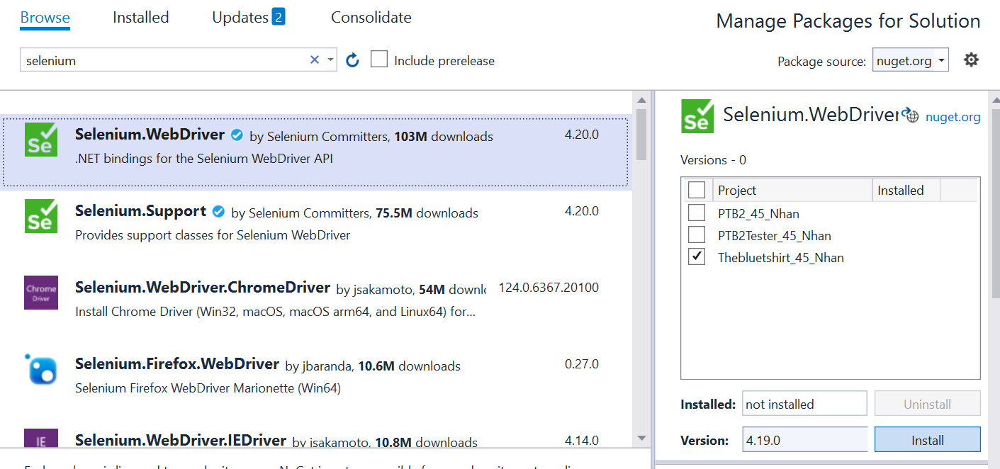 Browse Installed Updates 2 Consolidate
Manage Packages for Solution
selenium
Include prerelease
Package source: nuget.org
Se Selenium.WebDriver by Selenium Committers, 103M downloads 4.20.0
.NET bindings for the Selenium WebDriver API
Se Selenium.Support by Selenium Committers, 75.5M downloads 4.20.0
Provides support classes for Selenium WebDriver
Chrome Driver
Selenium.WebDriver.ChromeDriver by jsakamoto, 54M 124.0.6367.20100
Install Chrome Driver (Win32, macOS, macOS arm64, and Linux64) for...
Selenium.Firefox.WebDriver by jbaranda, 10.6M downloads 0.27.0
Selenium Firefox WebDriver Marionette (Win64)
IE Selenium.WebDriver.IEDriver by jsakamoto, 10.8M downloads 4.14.0
Se Selenium.WebDriver nuget.org
Versions - 0
Project Installed
PTB2_45_Nhan
PTB2Tester_45_Nhan
Thebluetshirt_45_Nhan
Installed: not installed Uninstall
Version: 4.19.0 Install